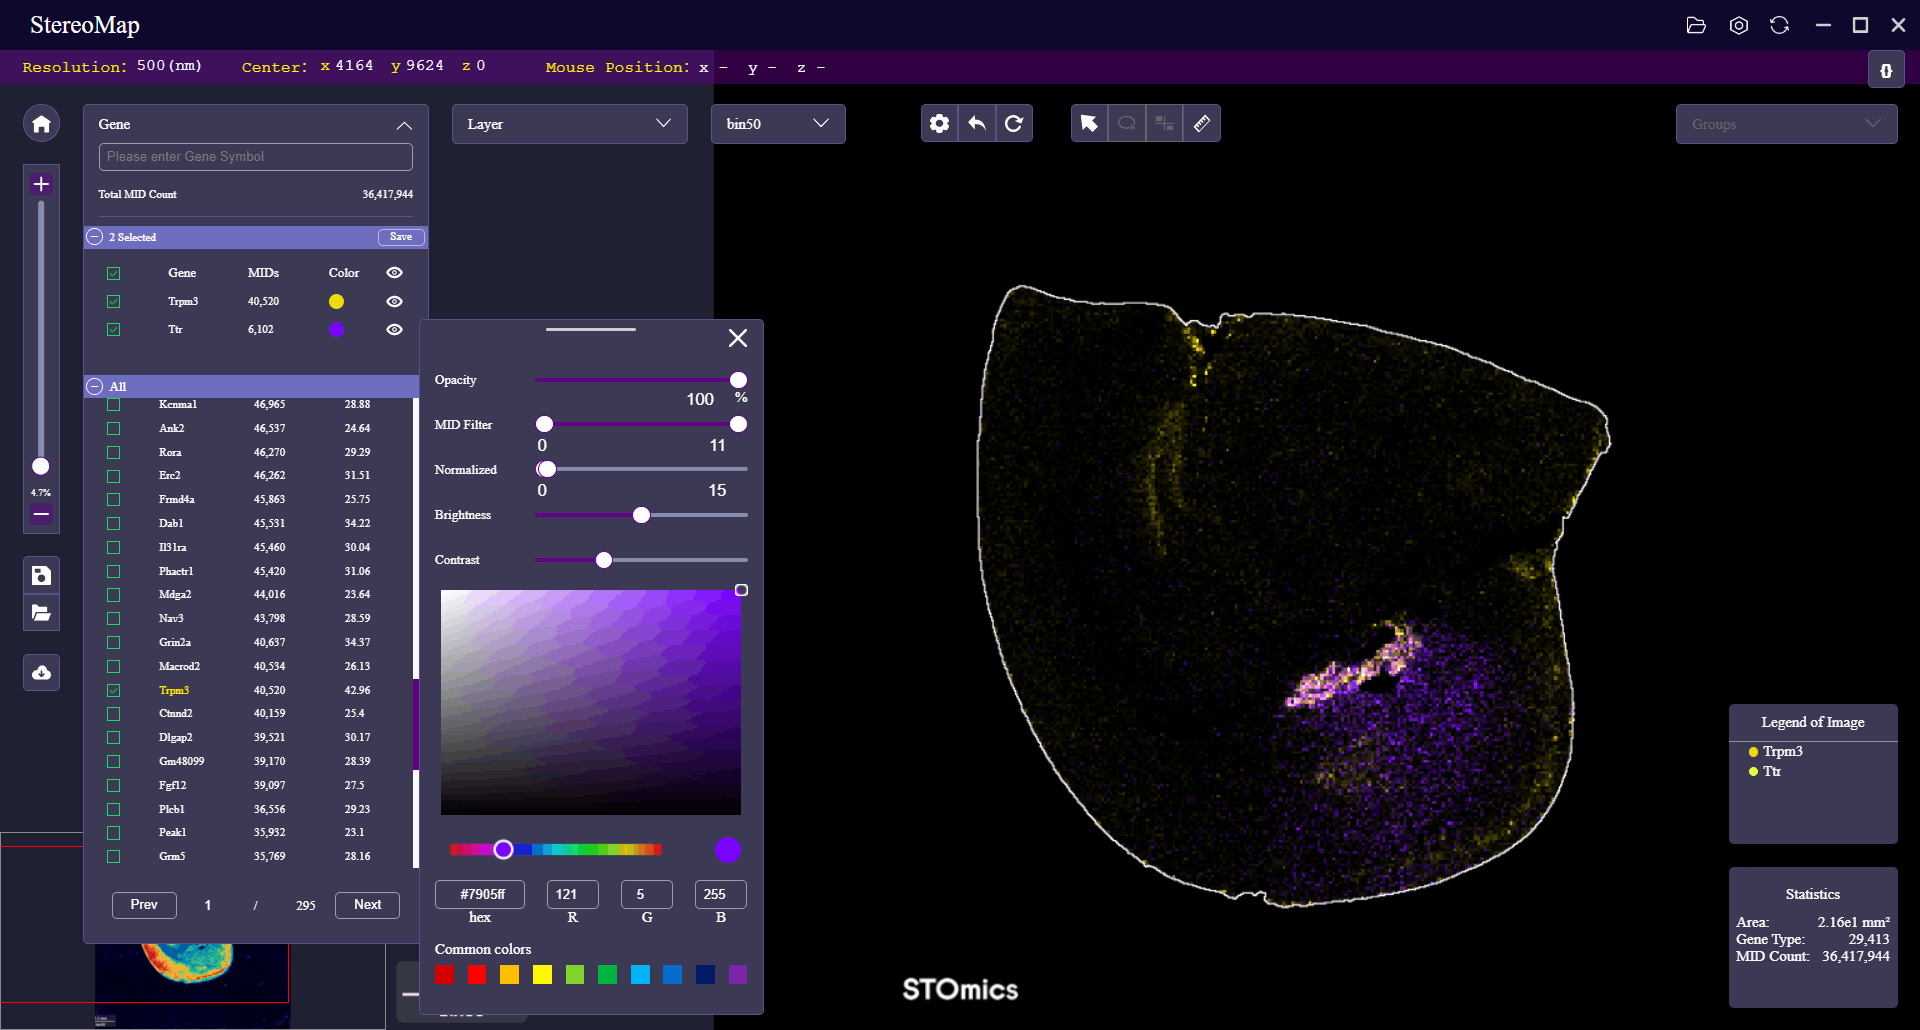 StereoMap
Resolution: 500(nm) Center: x 4164 y 9624 z 0 Mouse Position: x - y - z -
Gene
Please enter Gene Symbol
Total MID Count 36,417,944
2 Selected Save
Gene MIDs Color
Trpm3 40,520
Ttr 6,102
All
Kcnma1 46,965 28.88
Ank2 46,537 24.64
Rora 46,270 29.29
Erc2 46,262 31.51
Frmd4a 45,863 25.75
Dab1 45,531 34.22
Il31ra 45,460 30.04
Phactr1 45,420 31.06
Mdga2 44,016 23.64
Nav3 43,798 28.59
Grin2a 40,637 34.37
Macrod2 40,534 26.13
Trpm3 40,520 42.96
Ctnnd2 40,159 25.4
Dlgap2 39,521 30.17
Gm48099 39,170 28.39
Fgf12 39,097 27.5
Plcb1 36,556 29.23
Peak1 35,932 23.1
Grm5 35,769 28.16
Prev 1 / 295 Next
4.7%
Layer
bin50
Groups
Opacity
100 %
MID Filter
0 11
Normalized
0 15
Brightness
Contrast
#7905ff 121 5 255
hex R G B
Common colors
Legend of Image
Trpm3
Ttr
Statistics
Area: 2.16e1 mm²
Gene Type: 29,413
MID Count: 36,417,944
STOmics